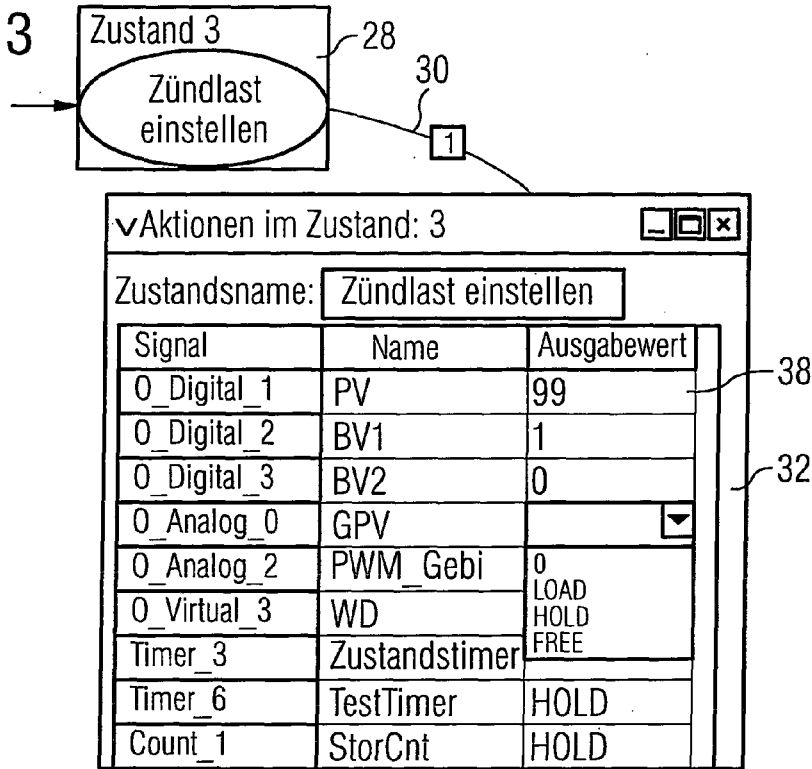 3
Zustand 3
28
Zündlast
einstellen
30
1
Aktionen im Zustand: 3
Zustandsname: Zündlast einstellen
Signal Name Ausgabewert
O_Digital_1 PV 99
38
O_Digital_2 BV1 1
O_Digital_3 BV2 0
32
O_Analog_0 GPV
O_Analog_2 PWM_Gebi 0
LOAD
O_Virtual_3 WD HOLD
FREE
Timer_3 Zustandstimer
Timer_6 TestTimer HOLD
Count_1 StorCnt HOLD